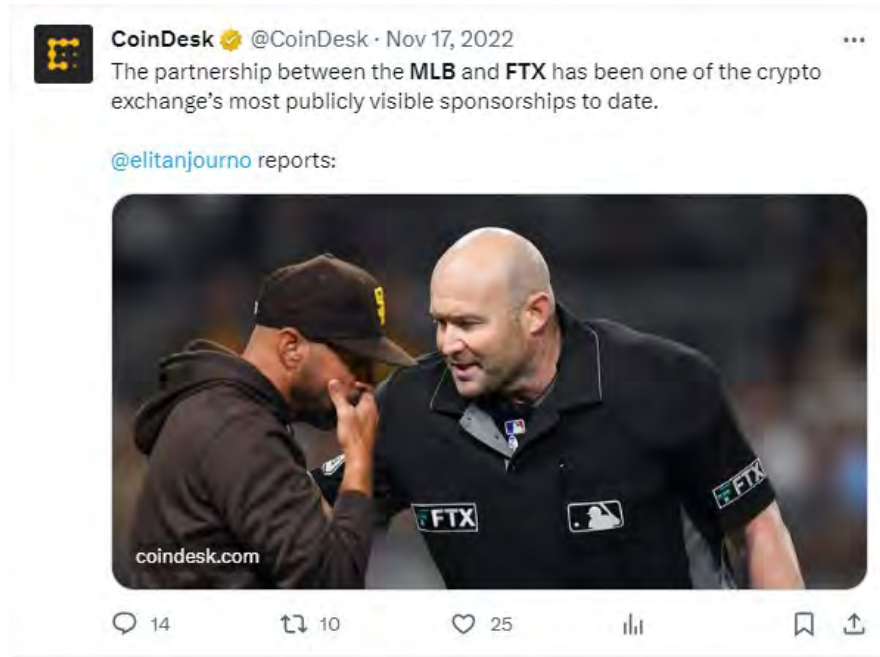 CoinDesk @CoinDesk · Nov 17, 2022
The partnership between the MLB and FTX has been one of the crypto
exchange’s most publicly visible sponsorships to date.
@elitanjourno reports:
FTX
FTX
coindesk.com
14 10 25